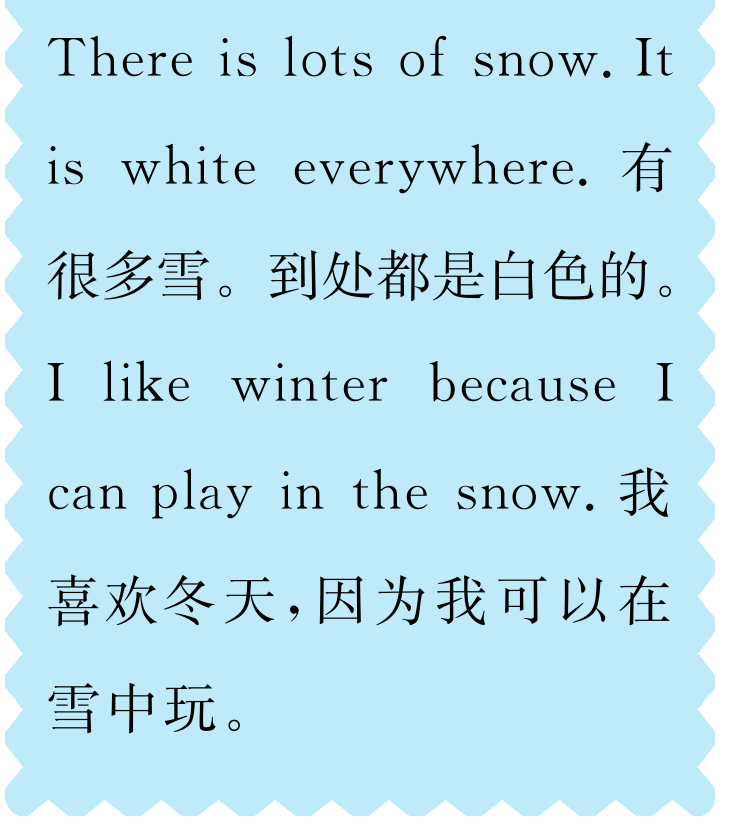 There is lots of snow. It
is white everywhere. 有
很多雪。到处都是白色的。
I like winter because I
can play in the snow. 我
喜欢冬天,因为我可以在
雪中玩。